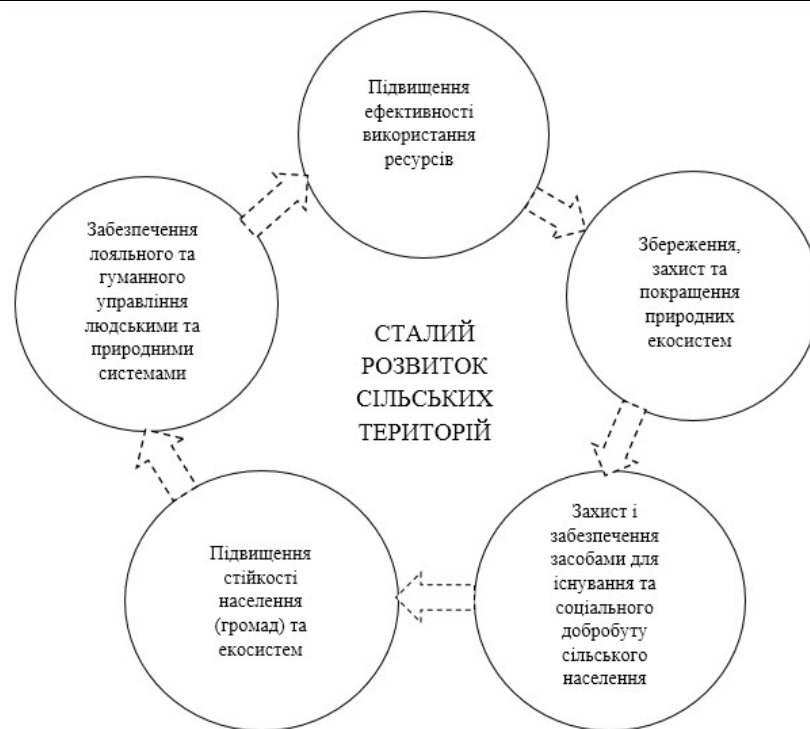 Підвищення
ефективності
використання
ресурсів
Збереження,
захист та
покращення
природних
екосистем
Захист і
забезпечення
засобами для
існування та
соціального
добробуту
сільського
населення
Підвищення
стійкості
населення
(громад) та
екосистем
Забезпечення
лояльного та
гуманного
управління
людськими та
природними
системами
СТАЛИЙ
РОЗВИТОК
СІЛЬСЬКИХ
ТЕРИТОРІЙ